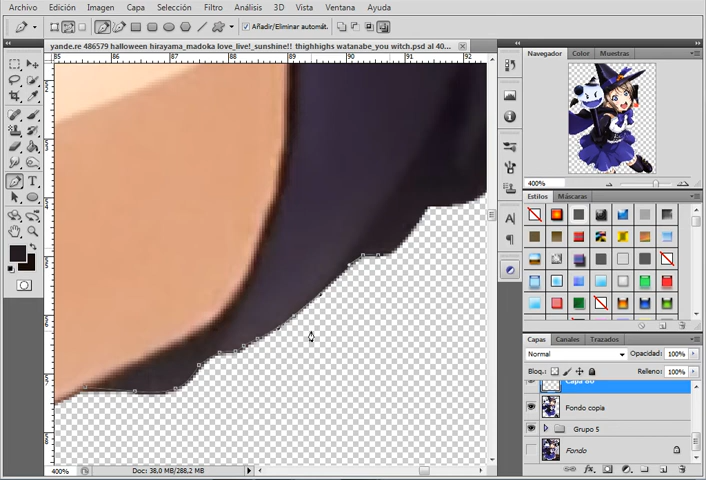 Archivo Edición Imagen Capa Selección Filtro Análisis 3D Vista Ventana Ayuda
Añadir/Eliminar automát.
yande.re 486579 halloween hirayama_madoka love_live!_sunshine!! thighhighs watanabe_you witch.psd al 40...
85 86 87 88 89 90 91 92
Navegador Color Muestras
400%
Estilos Máscaras
Capas Canales Trazados
Normal Opacidad: 100%
Bloq.: Relleno: 100%
Capa 80
Fondo copia
Grupo 5
Fondo
400% Doc: 38,0 MB/288,2 MB